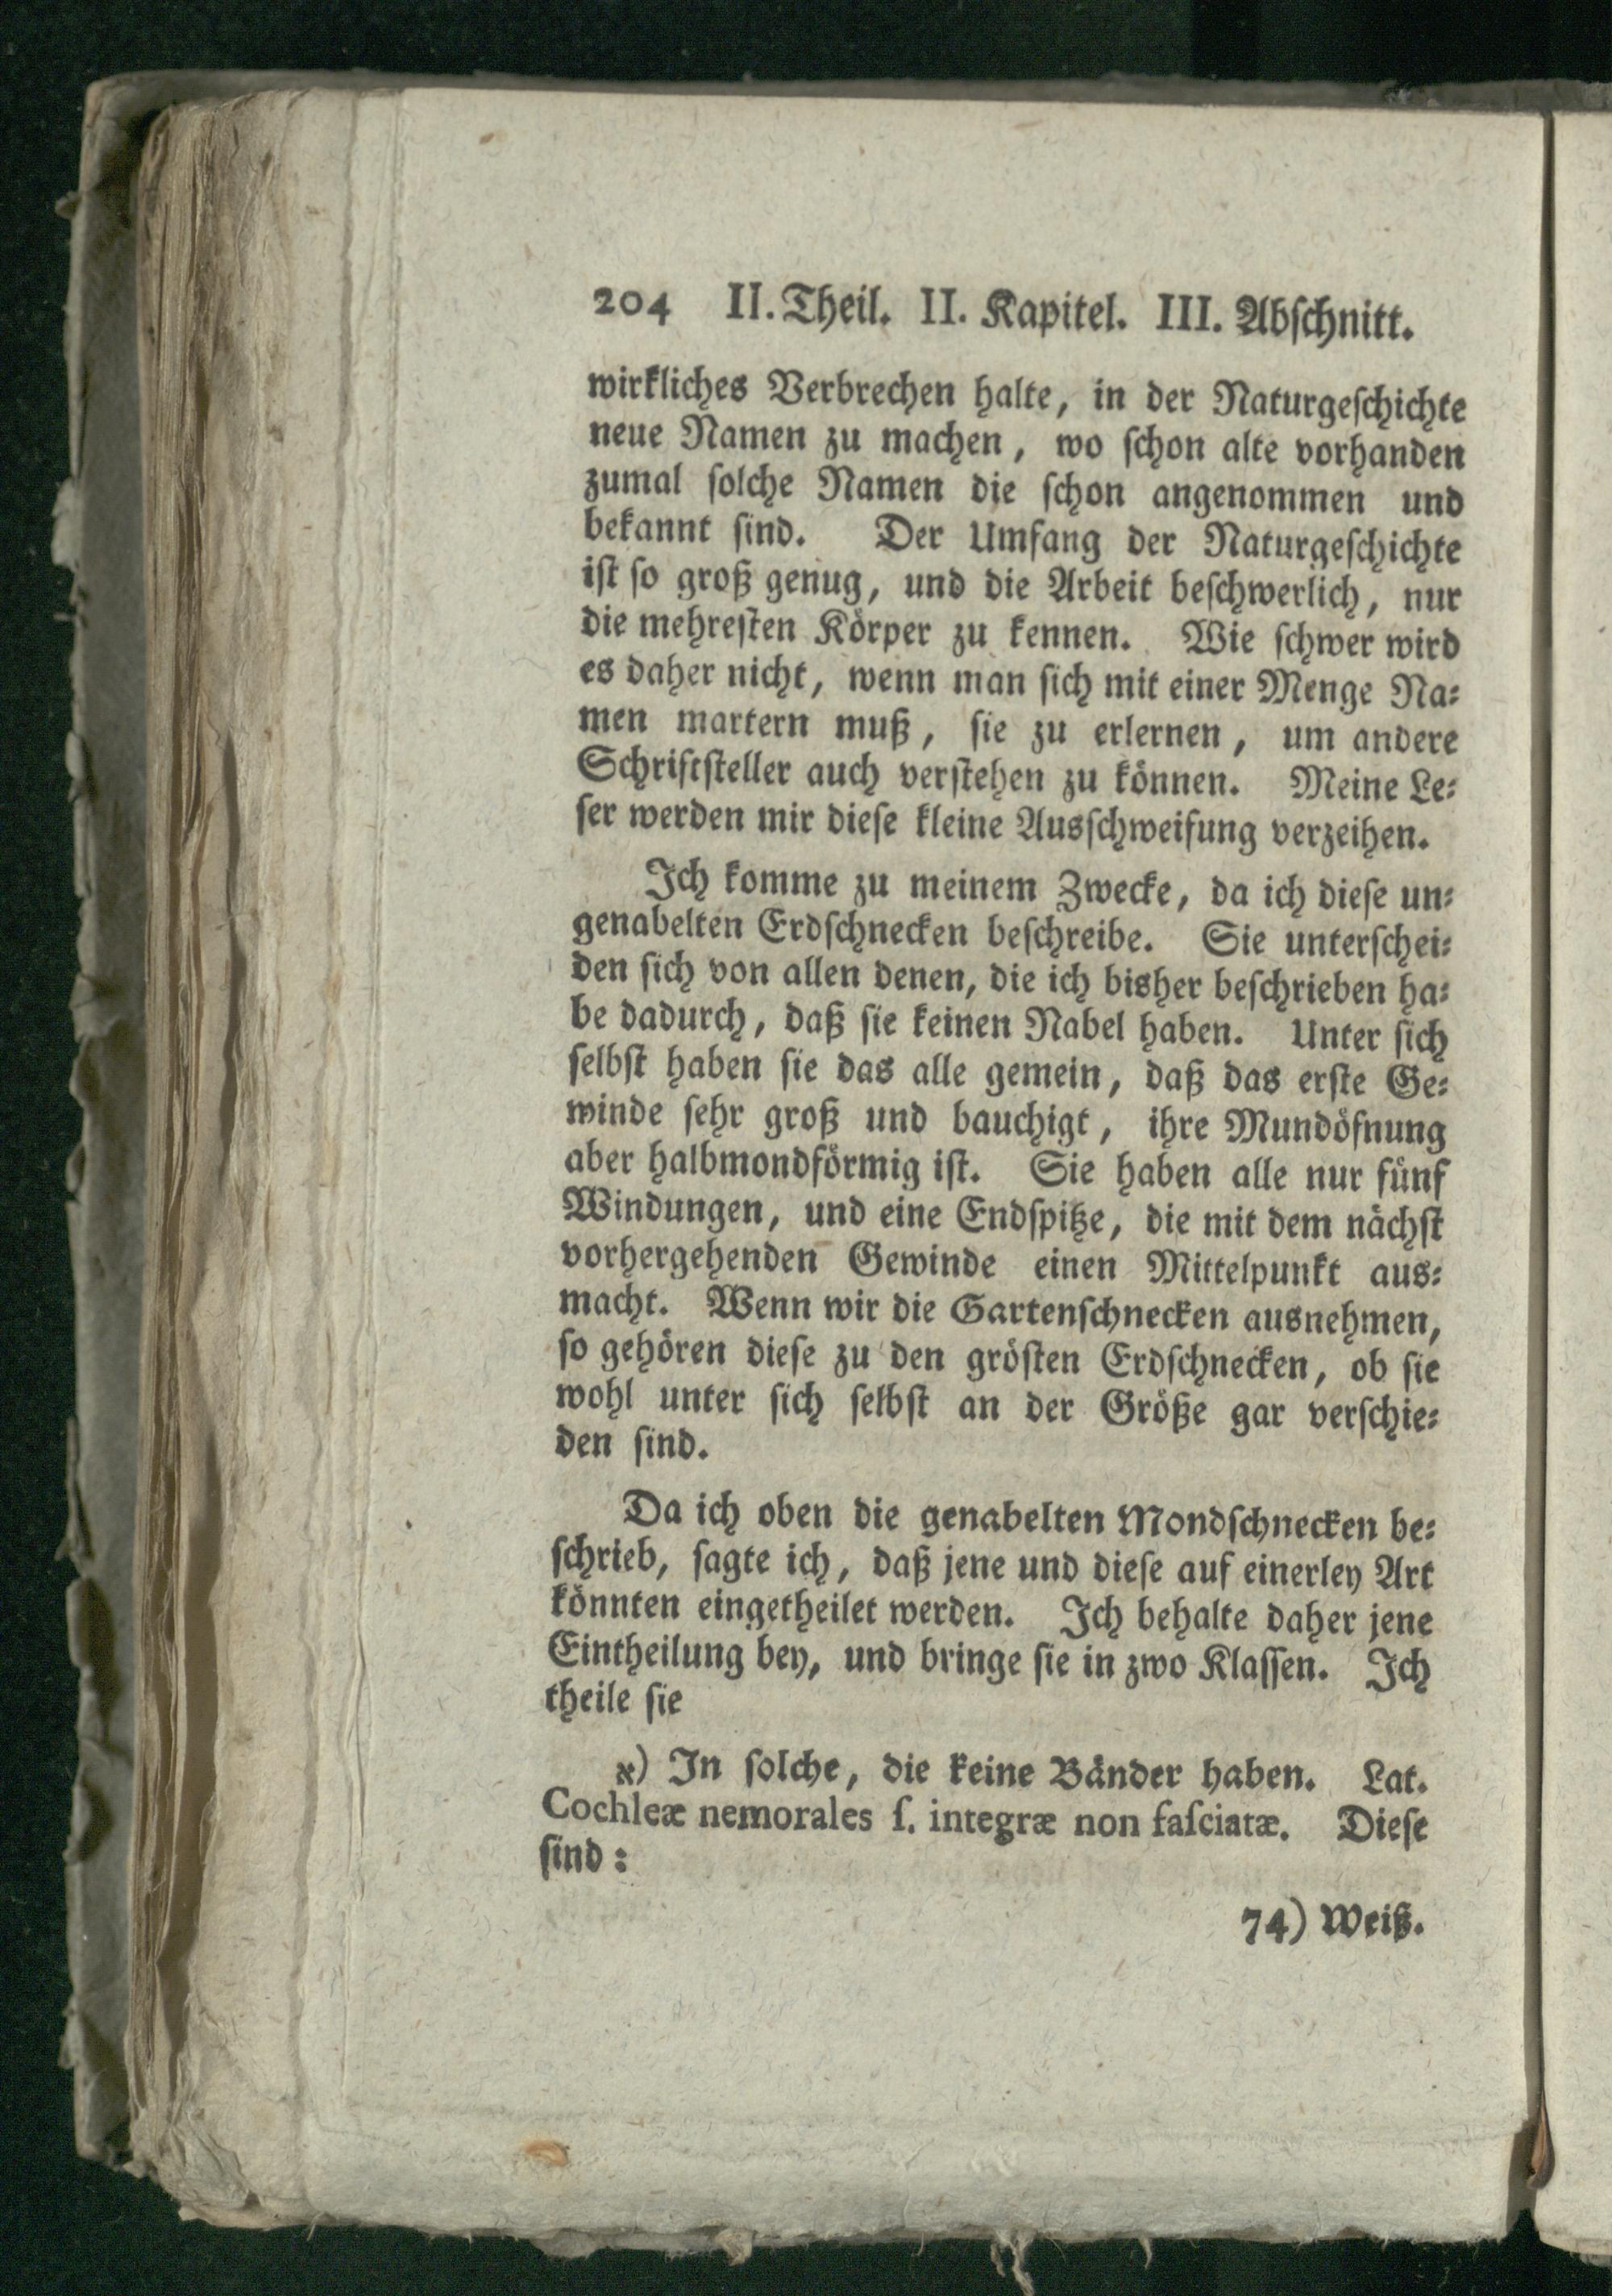 204 II. Theil. II. Kapitel. III. Abſchnitt.
wirkliches Verbrechen halte, in der Naturgeſchichte
neue Namen zu machen, wo ſchon alte vorhanden
zumal ſolche Namen die ſchon angenommen und
bekannt ſind. Der Umfang der Naturgeſchichte
iſt ſo groß genug, und die Arbeit beſchwerlich, nur
die mehreſten Körper zu kennen. Wie ſchwer wird
es daher nicht, wenn man ſich mit einer Menge Na⸗
men martern muß, ſie zu erlernen, um andere
Schriftſteller auch verſtehen zu können. Meine Le⸗
ſer werden mir dieſe kleine Ausſchweifung verzeihen.
Ich komme zu meinem Zwecke, da ich dieſe un⸗
genabelten Erdſchnecken beſchreibe. Sie unterſchei⸗
den ſich von allen denen, die ich bisher beſchrieben ha⸗
be dadurch, daß ſie keinen Nabel haben. Unter ſich
ſelbſt haben ſie das alle gemein, daß das erſte Ge⸗
winde ſehr groß und bauchigt, ihre Mundöfnung
aber halbmondförmig iſt. Sie haben alle nur fünf
Windungen, und eine Endſpitze, die mit dem nächſt
vorhergehenden Gewinde einen Mittelpunkt aus⸗
macht. Wenn wir die Gartenſchnecken ausnehmen,
ſo gehören dieſe zu den gröſten Erdſchnecken, ob ſie
wohl unter ſich ſelbſt an der Größe gar verſchie⸗
den ſind.
Da ich oben die genabelten Mondſchnecken be⸗
ſchrieb, ſagte ich, daß jene und dieſe auf einerley Art
könnten eingetheilet werden. Ich behalte daher jene
Eintheilung bey, und bringe ſie in zwo Klaſſen. Ich
theile ſie
א) In ſolche, die keine Bänder haben. Lat.
Cochleæ nemorales ſ. integræ non faſciatæ. Dieſe
ſind:
74) Weiß.